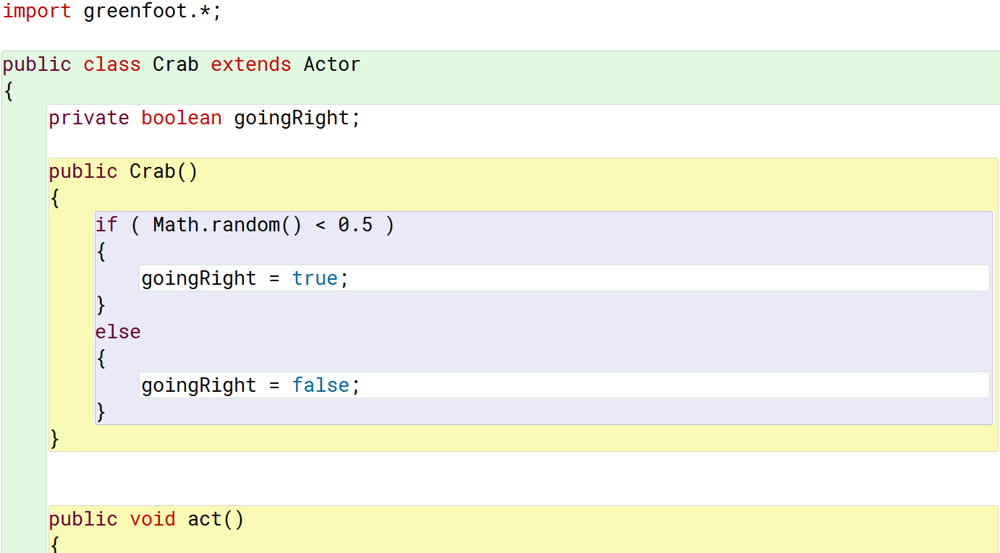 import greenfoot.*;
public class Crab extends Actor
{
private boolean goingRight;
public Crab()
{
if ( Math.random() < 0.5 )
{
goingRight = true;
}
else
{
goingRight = false;
}
}
public void act()
{